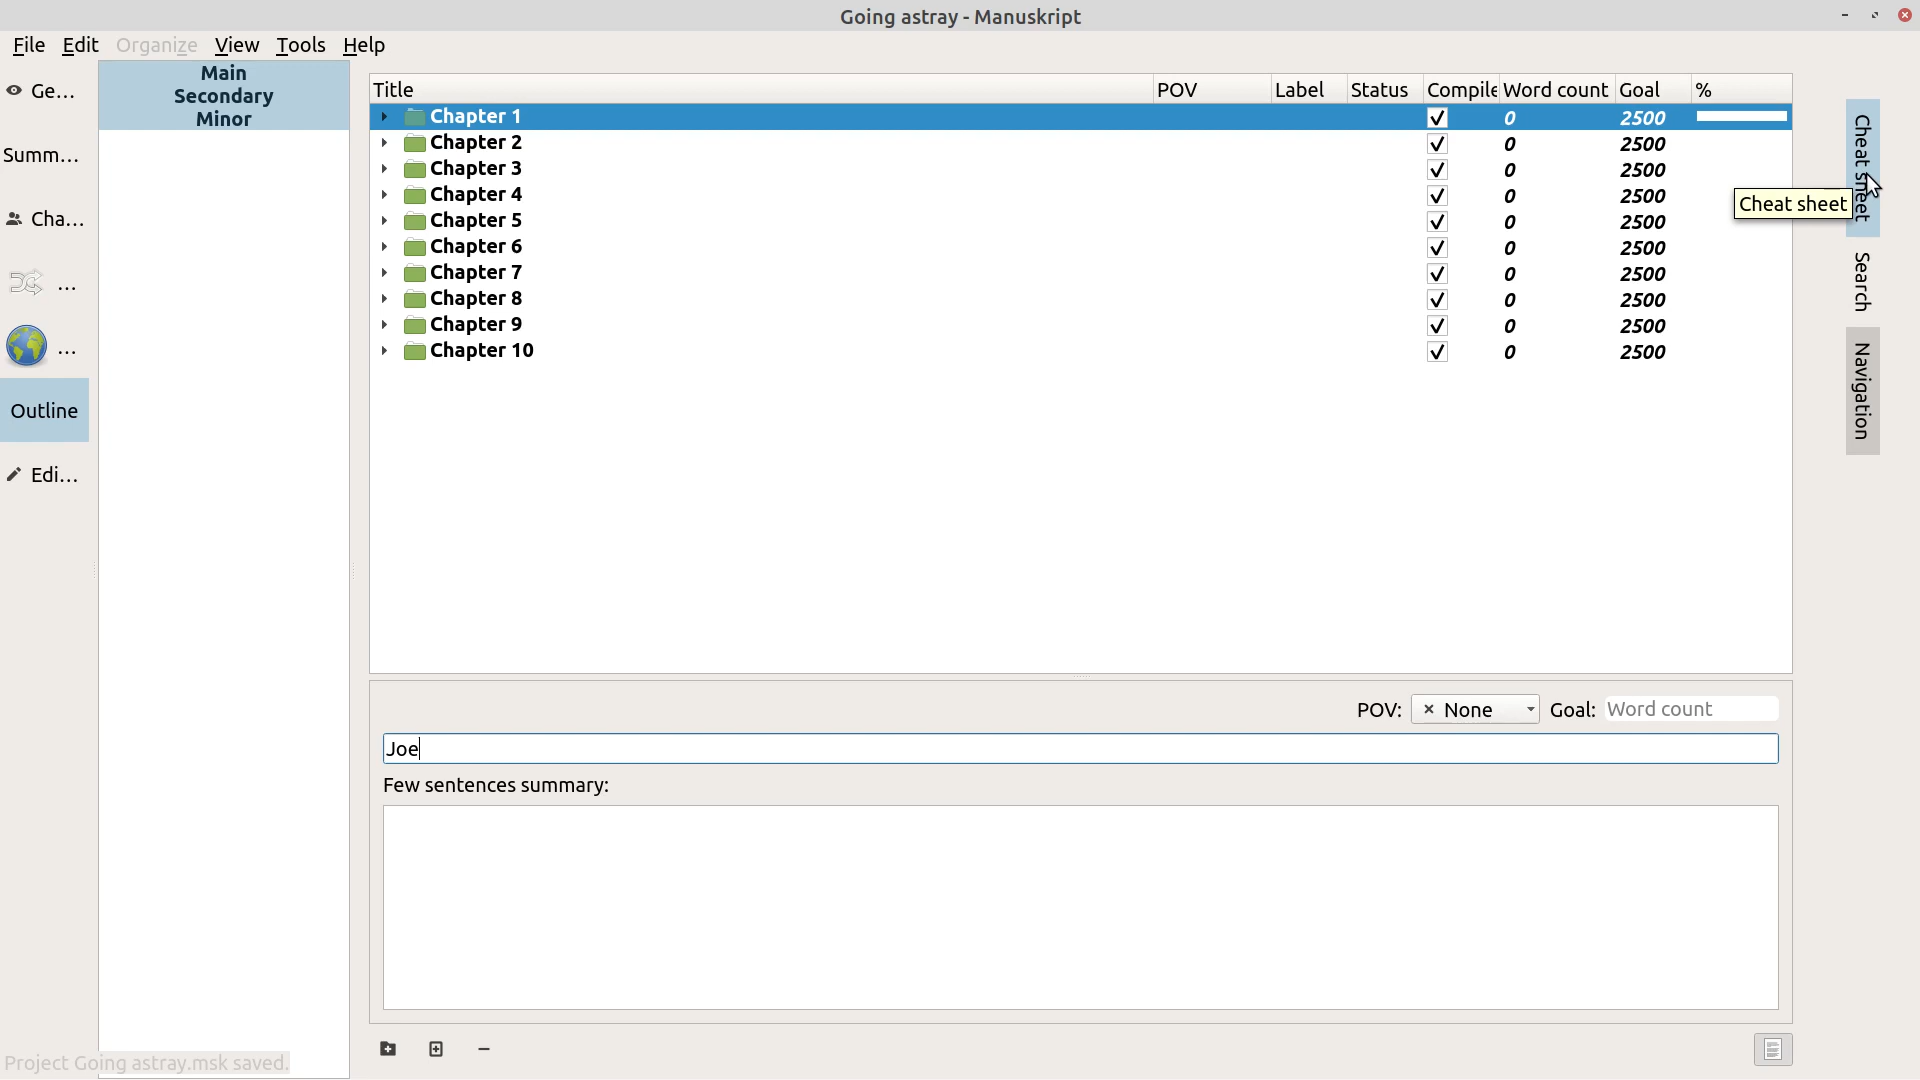 Going astray - Manuskript
File Edit Organize View Tools Help
Ge...
Summ...
Cha...
...
...
Outline
Edi...
Main
Secondary
Minor
Title POV Label Status Compile Word count Goal %
Chapter 1 0 2500
Chapter 2 0 2500
Chapter 3 0 2500
Chapter 4 0 2500
Chapter 5 0 2500
Chapter 6 0 2500
Chapter 7 0 2500
Chapter 8 0 2500
Chapter 9 0 2500
Chapter 10 0 2500
POV: None Goal: Word count
Joe
Few sentences summary:
Cheat sheet
Cheat sheet
Search
Navigation
Project Going astray.msk saved.